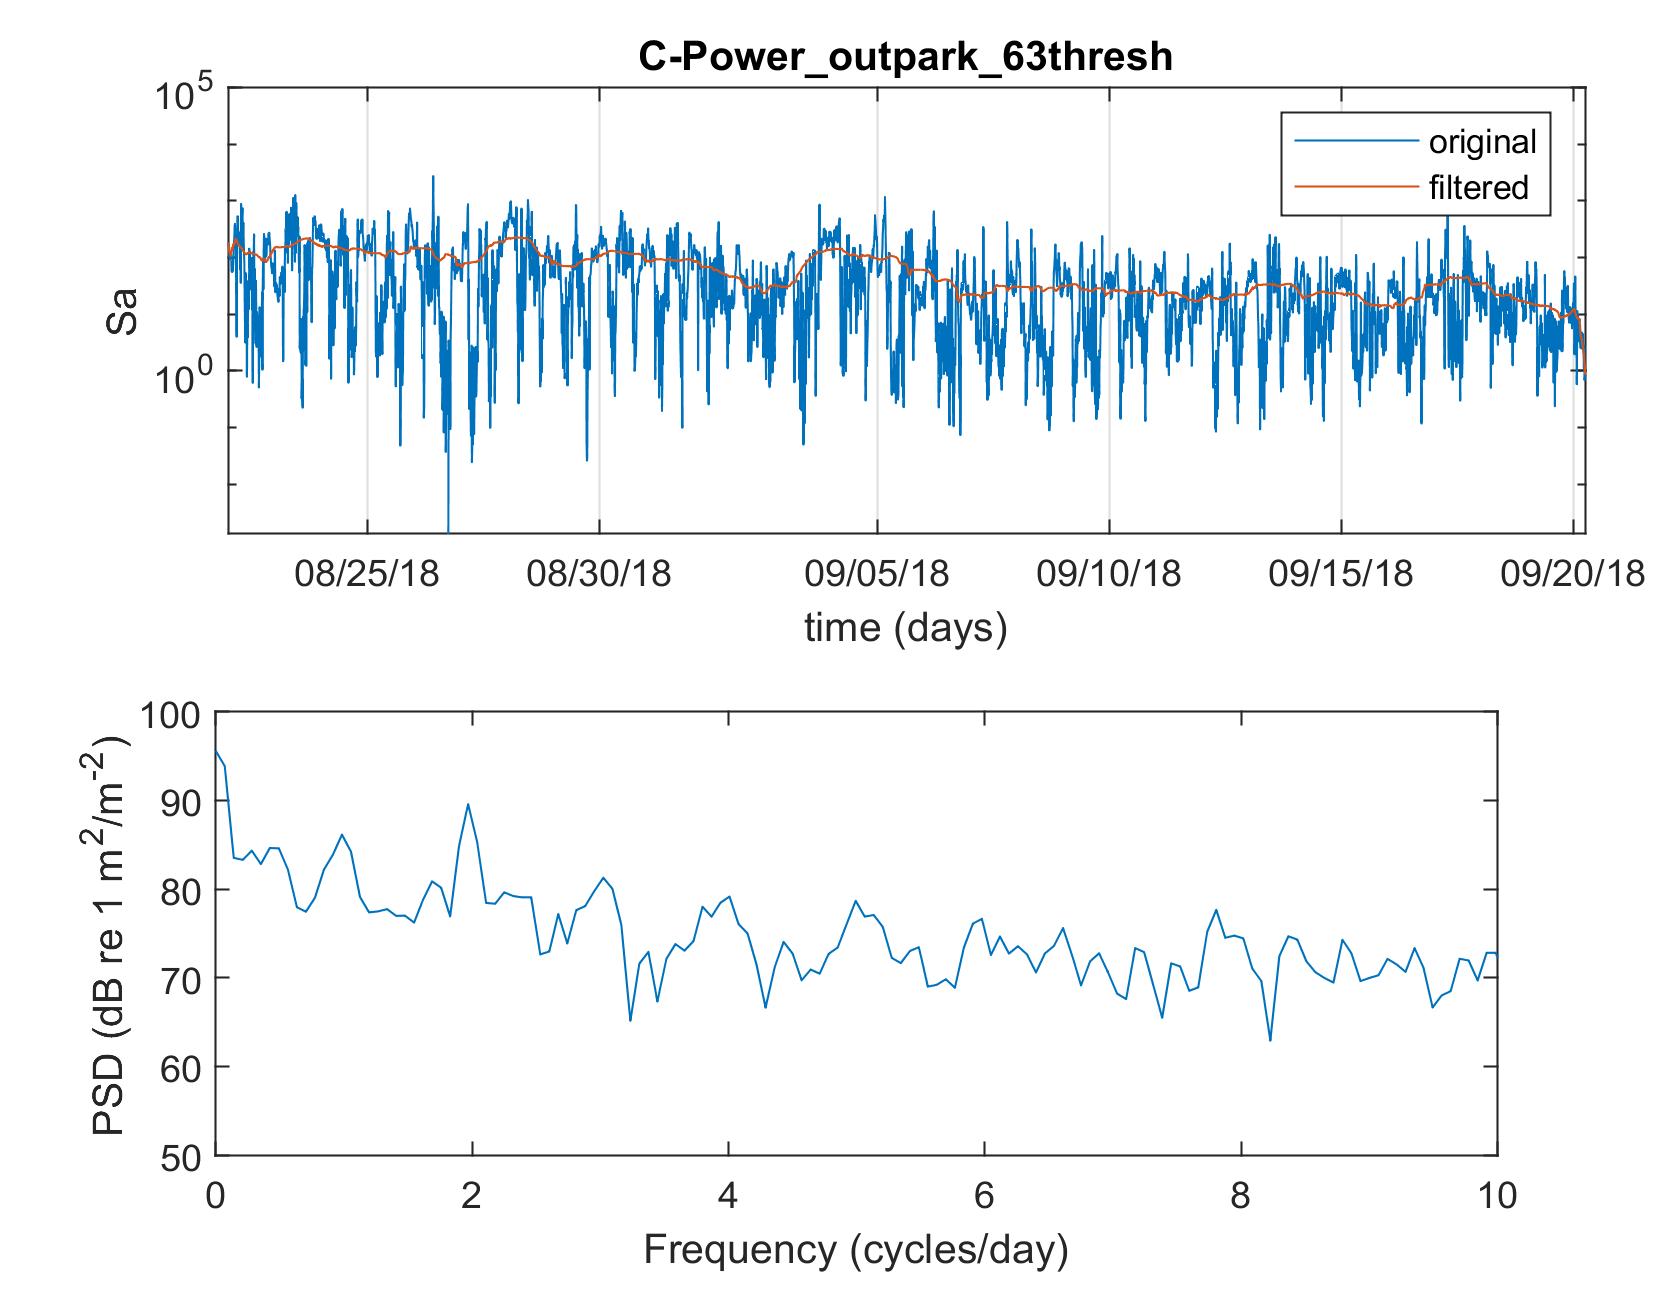 C-Power_outpark_63thresh
10^5
original
filtered
Sa
10^0
08/25/18 08/30/18 09/05/18 09/10/18 09/15/18 09/20/18
time (days)
100
90
80
70
60
50
PSD (dB re 1 m^2/m^-2)
0 2 4 6 8 10
Frequency (cycles/day)